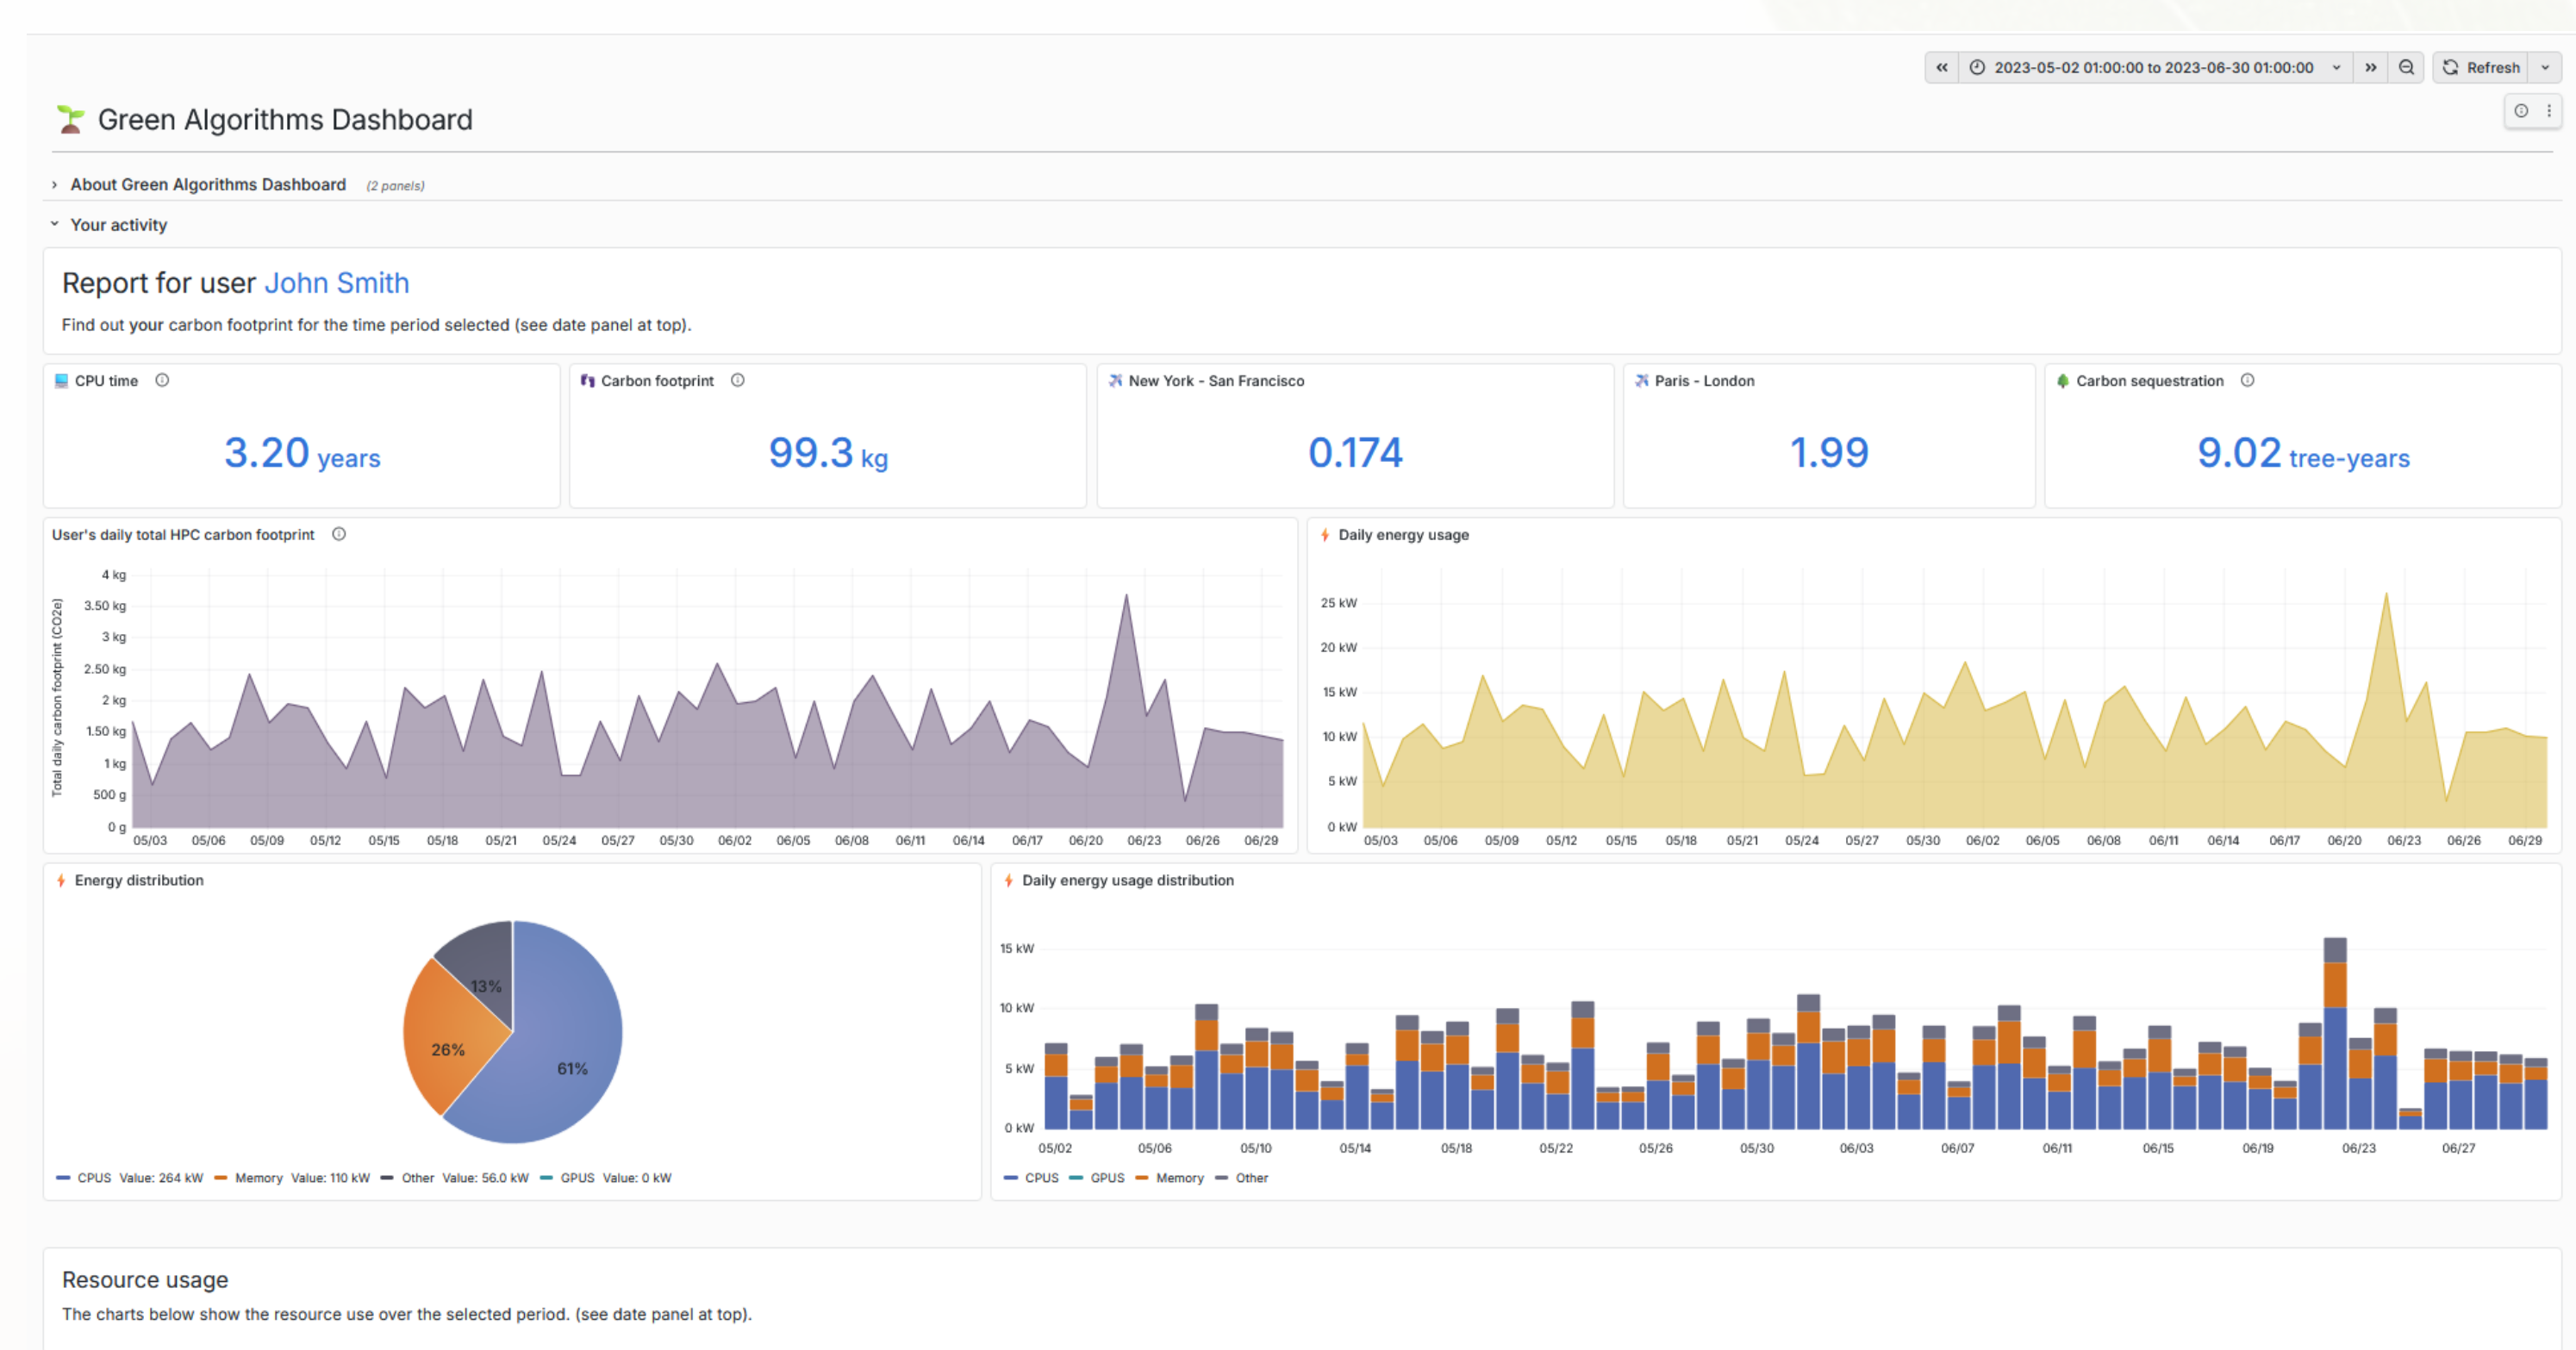 2023-05-02 01:00:00 to 2023-06-30 01:00:00
Refresh
Green Algorithms Dashboard
About Green Algorithms Dashboard (2 panels)
Your activity
Report for user John Smith
Find out your carbon footprint for the time period selected (see date panel at top).
CPU time
3.20 years
Carbon footprint
99.3 kg
New York - San Francisco
0.174
Paris - London
1.99
Carbon sequestration
9.02 tree-years
User's daily total HPC carbon footprint
Total daily carbon footprint (CO2e)
4 kg
3.50 kg
3 kg
2.50 kg
2 kg
1.50 kg
1 kg
500 g
0 g
05/03 05/06 05/09 05/12 05/15 05/18 05/21 05/24 05/27 05/30 06/02 06/05 06/08 06/11 06/14 06/17 06/20 06/23 06/26 06/29
Daily energy usage
25 kW
20 kW
15 kW
10 kW
5 kW
0 kW
05/03 05/06 05/09 05/12 05/15 05/18 05/21 05/24 05/27 05/30 06/02 06/05 06/08 06/11 06/14 06/17 06/20 06/23 06/26 06/29
Energy distribution
13%
26%
61%
CPUS Value: 264 kW Memory Value: 110 kW Other Value: 56.0 kW GPUS Value: 0 kW
Daily energy usage distribution
15 kW
10 kW
5 kW
0 kW
05/02 05/06 05/10 05/14 05/18 05/22 05/26 05/30 06/03 06/07 06/11 06/15 06/19 06/23 06/27
CPUS GPUS Memory Other
Resource usage
The charts below show the resource use over the selected period. (see date panel at top).